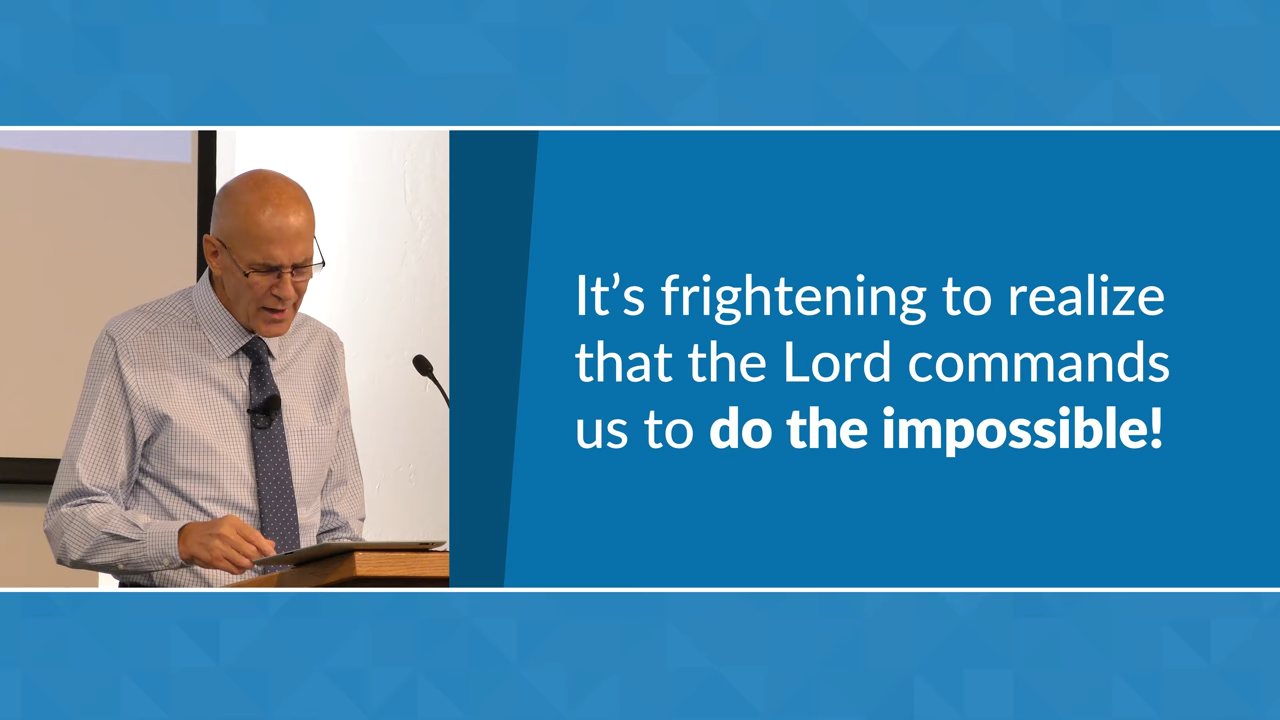 It’s frightening to realize
that the Lord commands
us to do the impossible!